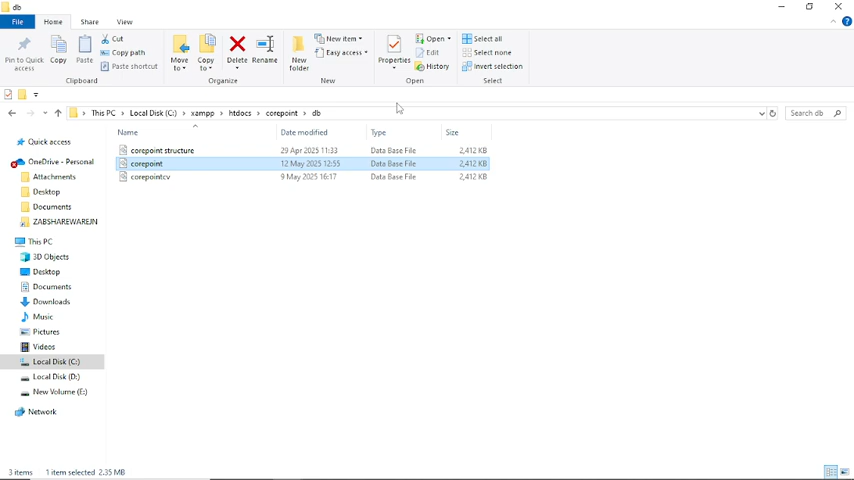 db
File Home Share View
Pin to Quick access
Copy
Paste
Cut
Copy path
Paste shortcut
Clipboard
Move to
Copy to
Delete
Rename
Organize
New folder
New item
Easy access
New
Properties
Open
Edit
History
Open
Select all
Select none
Invert selection
Select
This PC › Local Disk (C:) › xampp › htdocs › corepoint › db
Search db
Name Date modified Type Size
corepoint structure 29 Apr 2025 11:33 Data Base File 2,412 KB
corepoint 12 May 2025 12:55 Data Base File 2,412 KB
corepointcv 9 May 2025 16:17 Data Base File 2,412 KB
Quick access
OneDrive - Personal
Attachments
Desktop
Documents
ZABSHAREWAREJN
This PC
3D Objects
Desktop
Documents
Downloads
Music
Pictures
Videos
Local Disk (C:)
Local Disk (D:)
New Volume (E:)
Network
3 items 1 item selected 2.35 MB